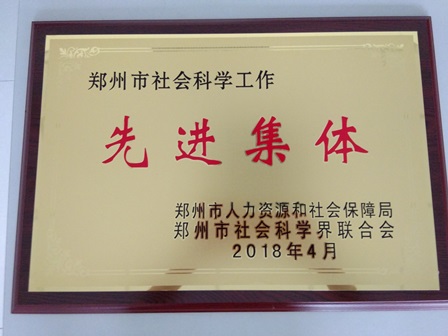 郑州市社会科学工作
先进集体
郑州市人力资源和社会保障局
郑州市社会科学界联合会
2018年4月